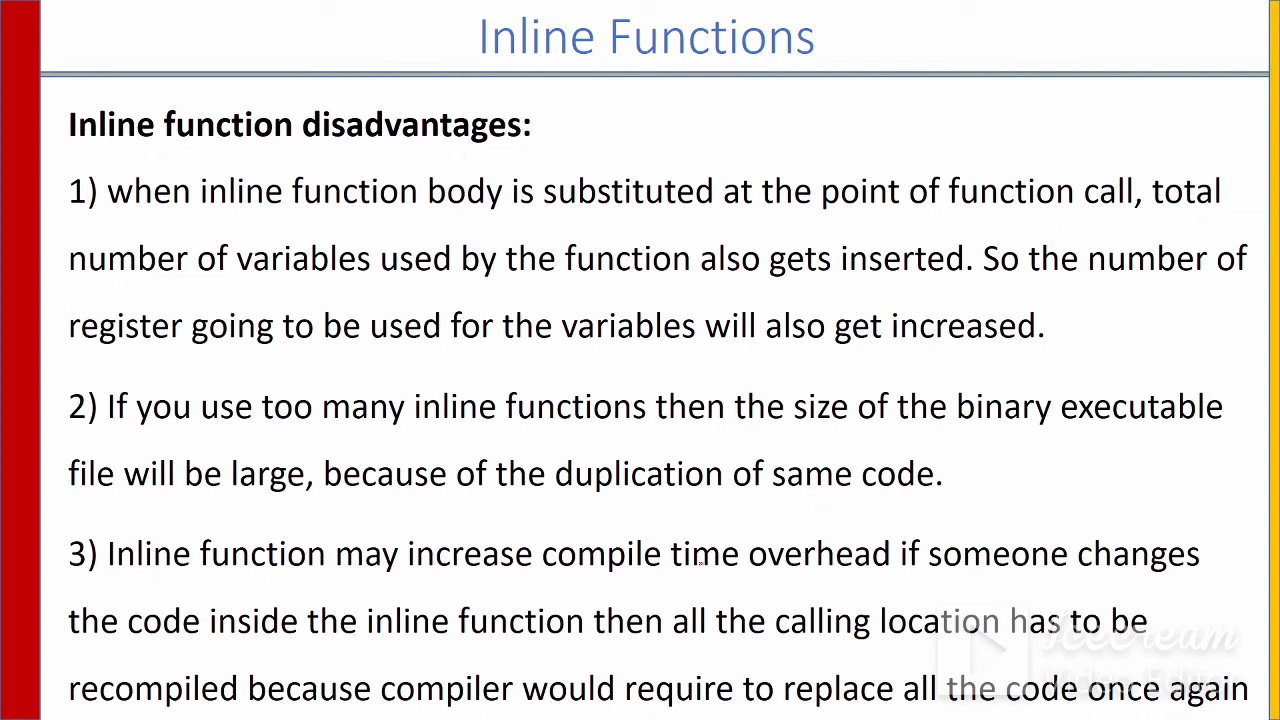 Inline Functions
Inline function disadvantages:
1) when inline function body is substituted at the point of function call, total
number of variables used by the function also gets inserted. So the number of
register going to be used for the variables will also get increased.
2) If you use too many inline functions then the size of the binary executable
file will be large, because of the duplication of same code.
3) Inline function may increase compile time overhead if someone changes
the code inside the inline function then all the calling location has to be
recompiled because compiler would require to replace all the code once again
Icecream
Video Editor